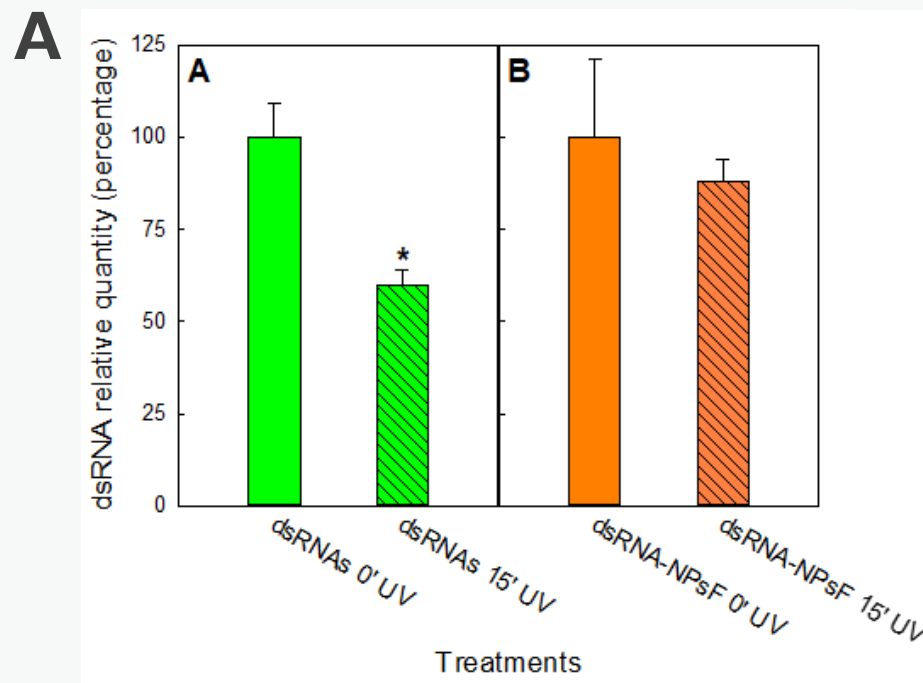 A
dsRNA relative quantity (percentage)
125
100
75
50
25
0
A
*
B
dsRNAs 0' UV
dsRNAs 15' UV
dsRNA-NPsF 0' UV
dsRNA-NPsF 15' UV
Treatments